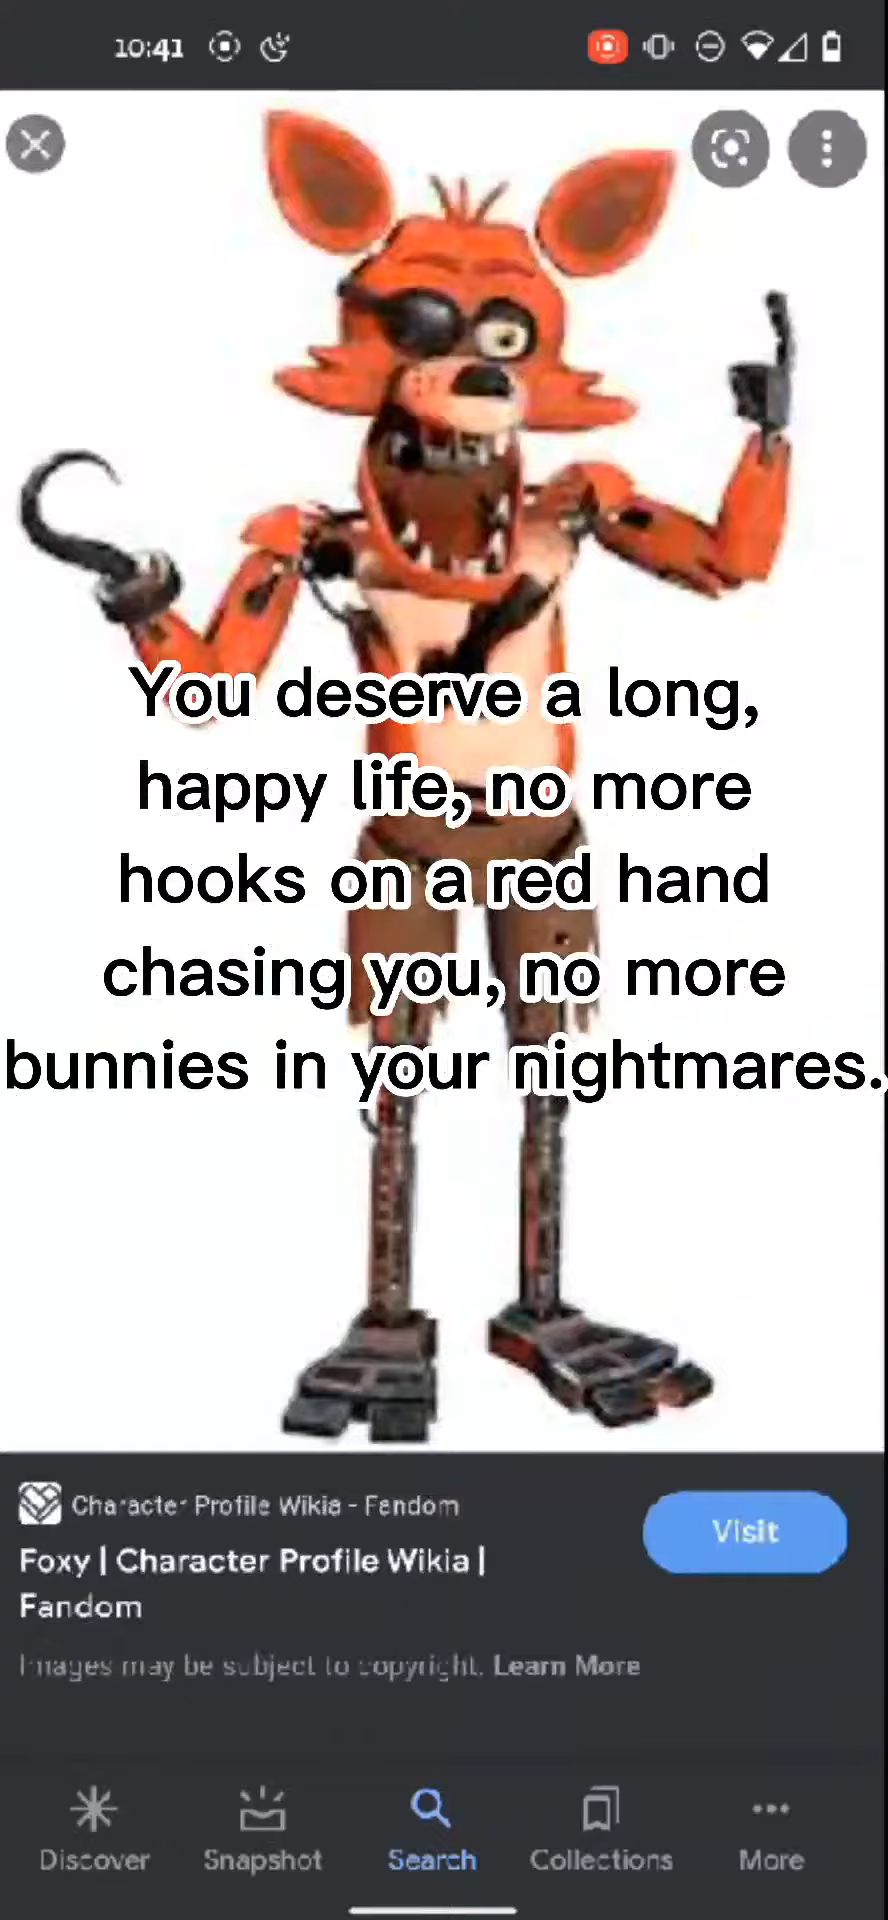 10:41
You deserve a long,
happy life, no more
hooks on a red hand
chasing you, no more
bunnies in your nightmares.
Character Profile Wikia - Fandom
Visit
Foxy | Character Profile Wikia |
Fandom
Images may be subject to copyright. Learn More
Discover
Snapshot
Search
Collections
More